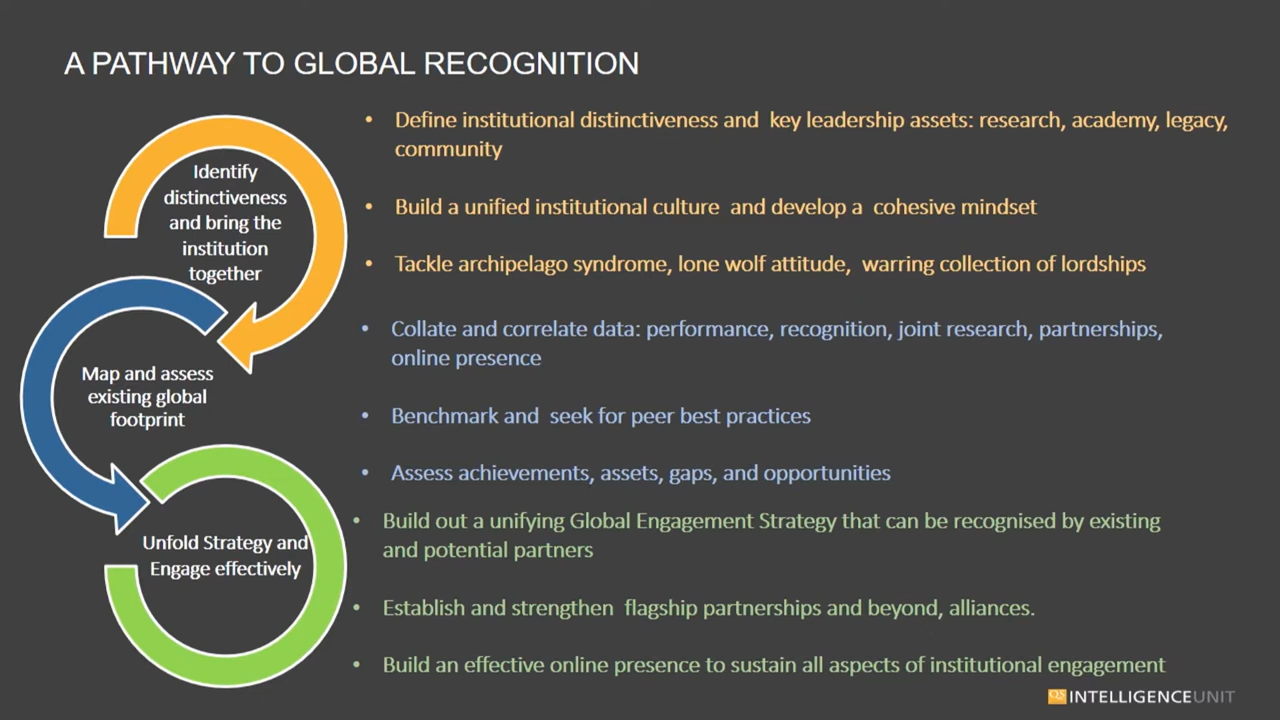 A PATHWAY TO GLOBAL RECOGNITION
Identify
distinctiveness
and bring the
institution
together
Define institutional distinctiveness and key leadership assets: research, academy, legacy,
community
Build a unified institutional culture and develop a cohesive mindset
Tackle archipelago syndrome, lone wolf attitude, warring collection of lordships
Map and assess
existing global
footprint
Collate and correlate data: performance, recognition, joint research, partnerships,
online presence
Benchmark and seek for peer best practices
Assess achievements, assets, gaps, and opportunities
Unfold Strategy and
Engage effectively
Build out a unifying Global Engagement Strategy that can be recognised by existing
and potential partners
Establish and strengthen flagship partnerships and beyond, alliances.
Build an effective online presence to sustain all aspects of institutional engagement
QS INTELLIGENCEUNIT